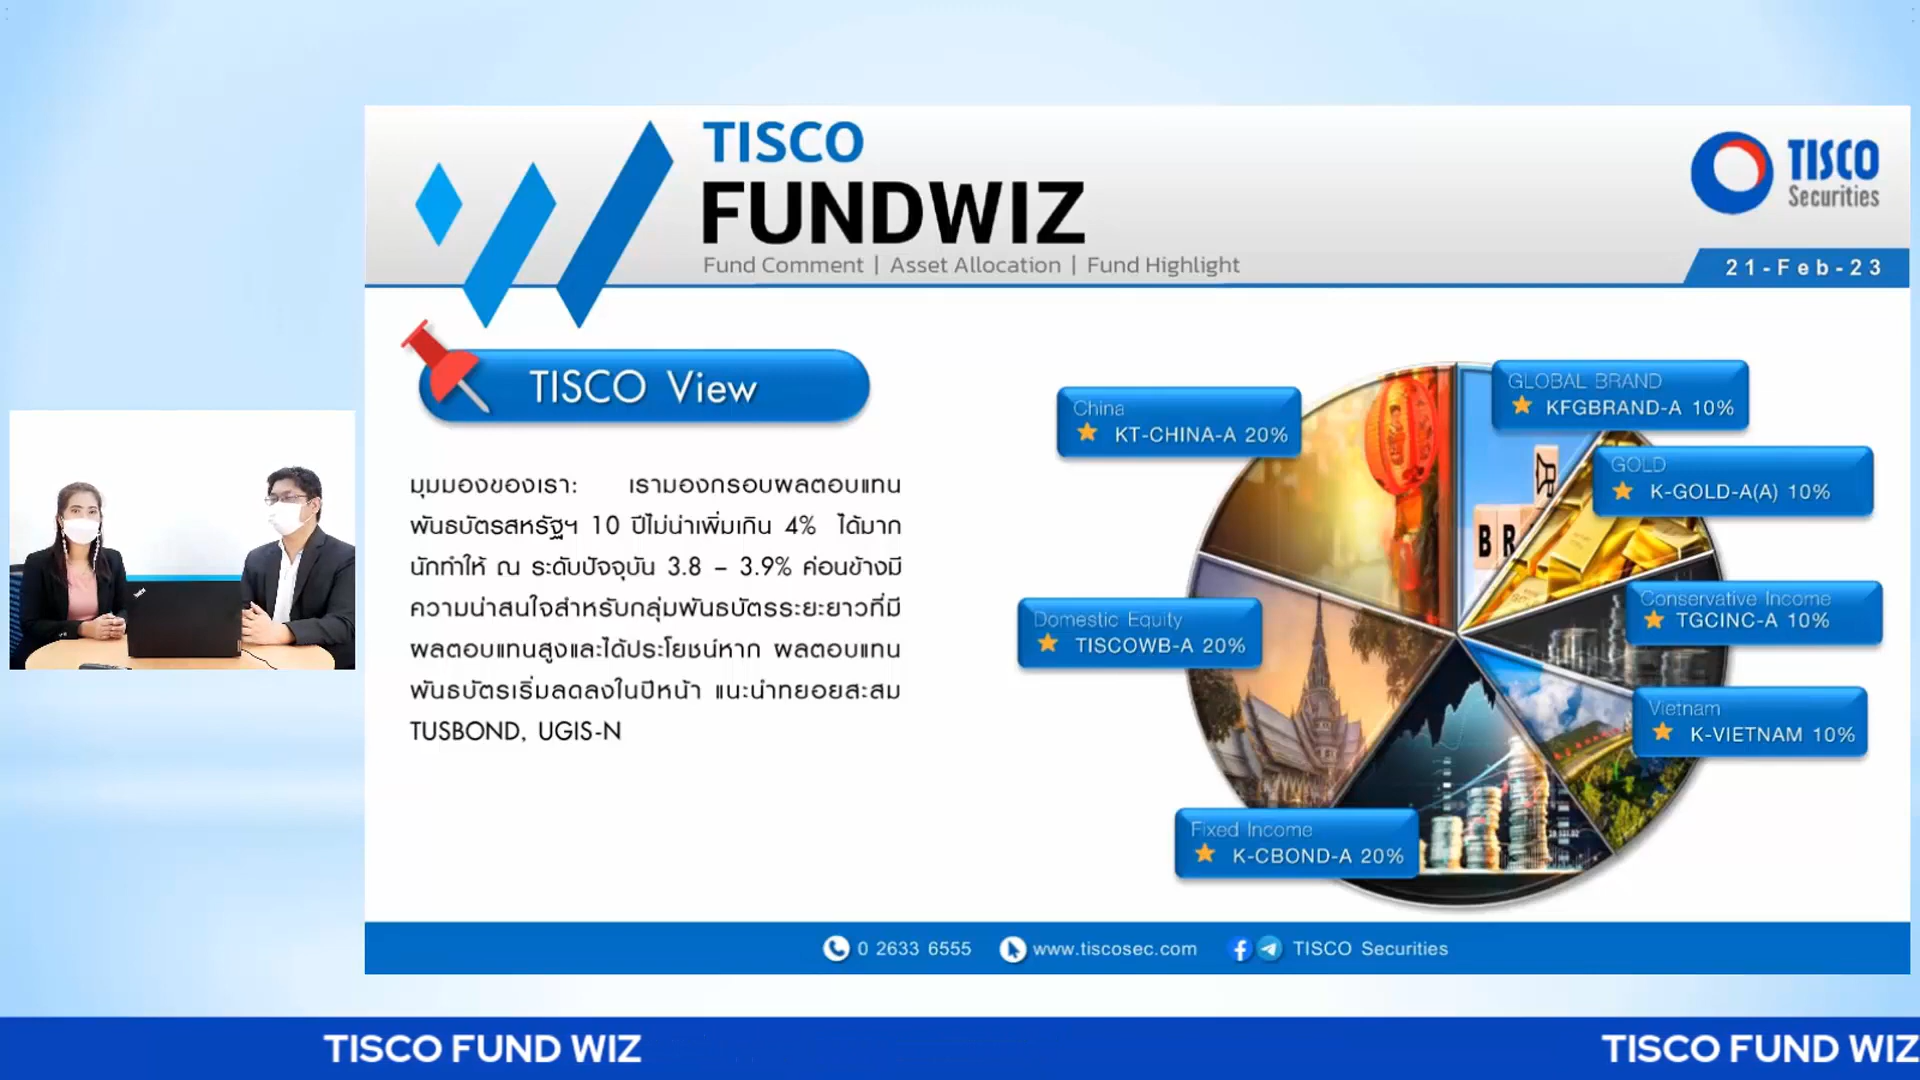 TISCO
FUNDWIZ
Fund Comment | Asset Allocation | Fund Highlight
TISCO
Securities
21-Feb-23
TISCO View
มุมมองของเรา: เรามองกรอบผลตอบแทน
พันธบัตรสหรัฐฯ 10 ปีไม่น่าเพิ่มเกิน 4% ได้มาก
นักทำให้ ณ ระดับปัจจุบัน 3.8 – 3.9% ค่อนข้างมี
ความน่าสนใจสำหรับกลุ่มพันธบัตรระยะยาวที่มี
ผลตอบแทนสูงและได้ประโยชน์หาก ผลตอบแทน
พันธบัตรเริ่มลดลงในปีหน้า แนะนำทยอยสะสม
TUSBOND, UGIS-N
GLOBAL BRAND
KFGBRAND-A 10%
China
KT-CHINA-A 20%
GOLD
K-GOLD-A(A) 10%
BR
Conservative Income
TGCINC-A 10%
Domestic Equity
TISCOWB-A 20%
Vietnam
K-VIETNAM 10%
Fixed Income
K-CBOND-A 20%
0 2633 6555 www.tiscosec.com TISCO Securities
TISCO FUND WIZ TISCO FUND WIZ